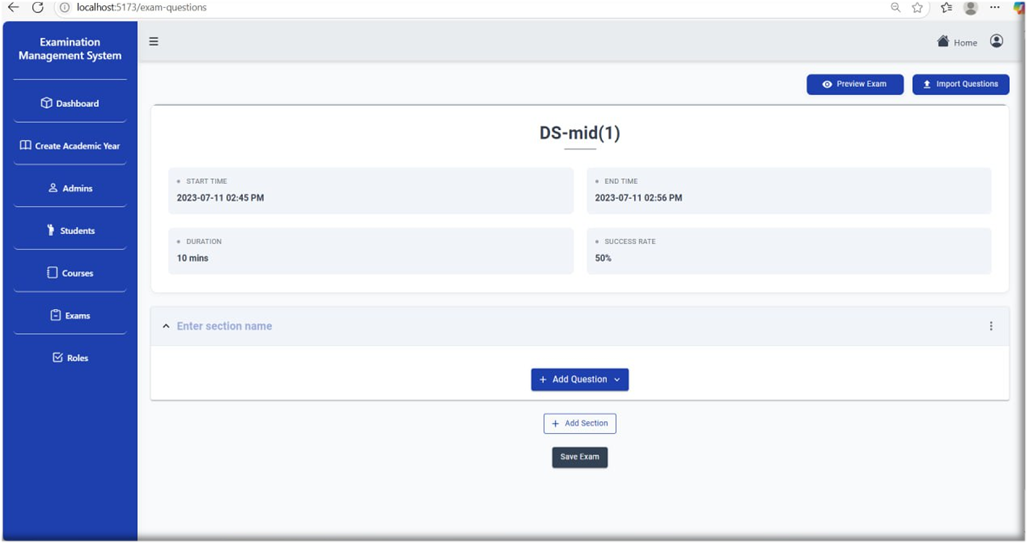 localhost:5173/exam-questions
Examination
Management System
Home
Dashboard
Create Academic Year
Admins
Students
Courses
Exams
Roles
Preview Exam
Import Questions
DS-mid(1)
START TIME
2023-07-11 02:45 PM
END TIME
2023-07-11 02:56 PM
DURATION
10 mins
SUCCESS RATE
50%
Enter section name
+ Add Question
+ Add Section
Save Exam